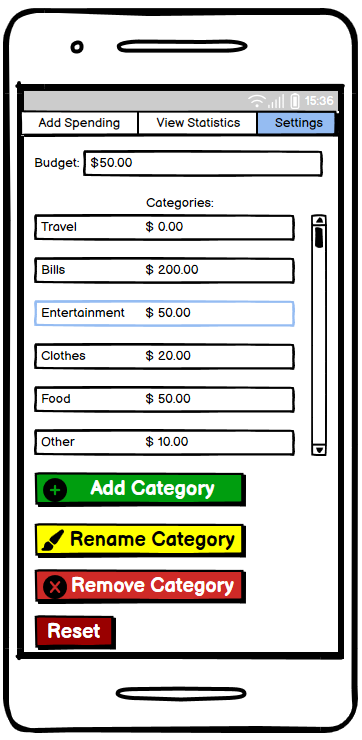 15:36
Add Spending View Statistics Settings
Budget: $50.00
Categories:
Travel $ 0.00
Bills $ 200.00
Entertainment $ 50.00
Clothes $ 20.00
Food $ 50.00
Other $ 10.00
Add Category
Rename Category
Remove Category
Reset